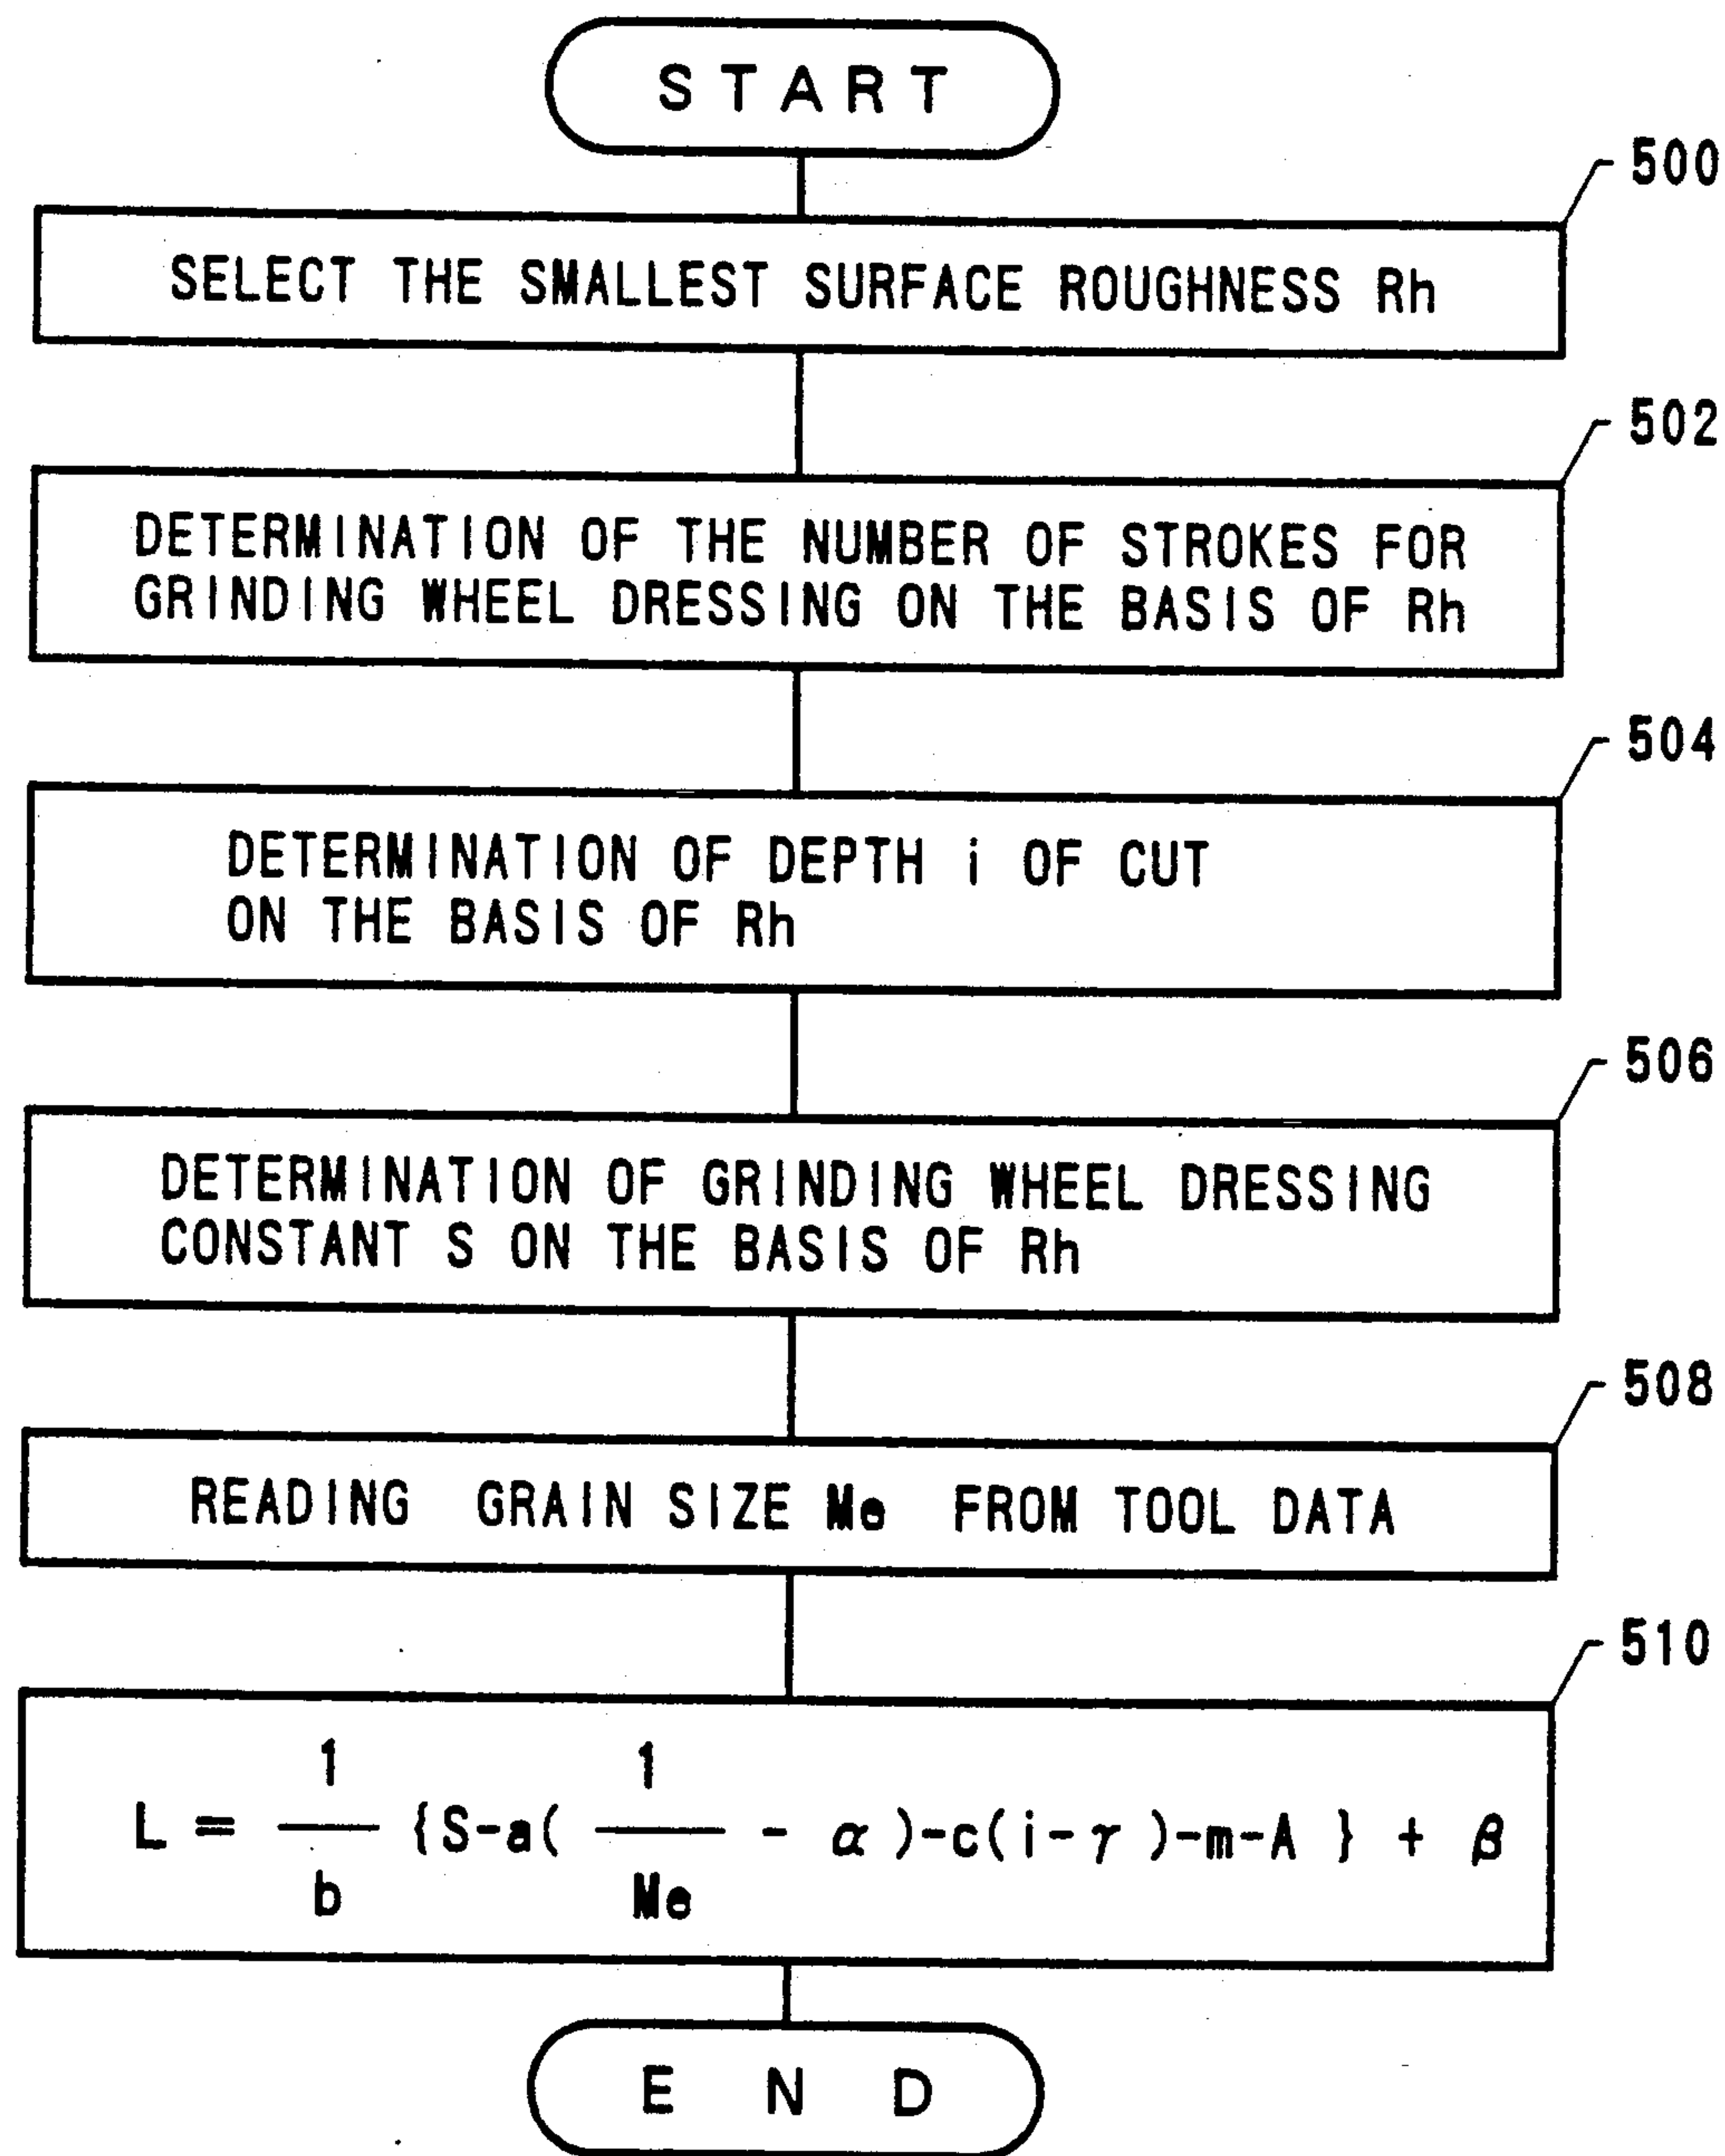 START
500
SELECT THE SMALLEST SURFACE ROUGHNESS Rh
502
DETERMINATION OF THE NUMBER OF STROKES FOR
GRINDING WHEEL DRESSING ON THE BASIS OF Rh
504
DETERMINATION OF DEPTH i OF CUT
ON THE BASIS OF Rh
506
DETERMINATION OF GRINDING WHEEL DRESSING
CONSTANT S ON THE BASIS OF Rh
508
READING GRAIN SIZE Me FROM TOOL DATA
510
L = 1/b {S-a( 1/Me - α )-c(i-γ )-m-A } + β
END